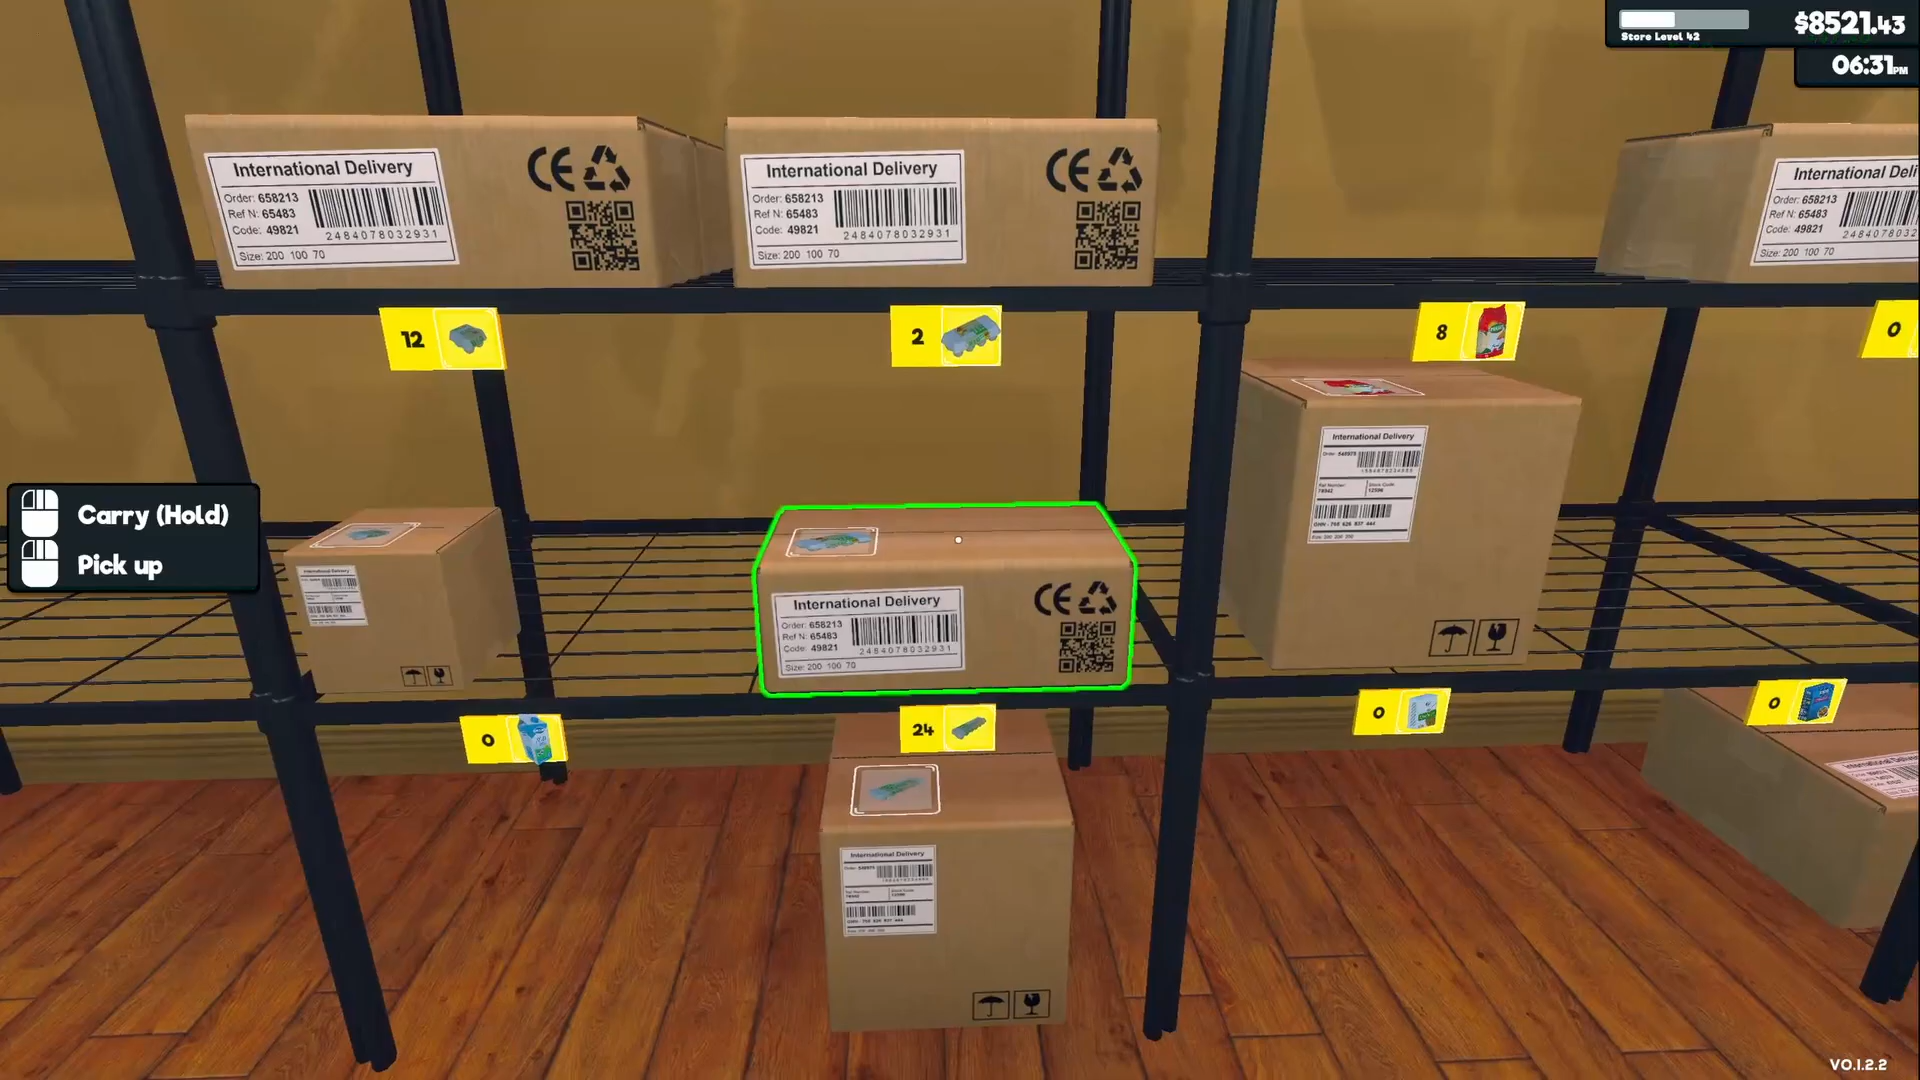 $8521.43
Store Level 42
06:31PM
International Delivery
Order: 658213
Ref N: 65483
Code: 49821
2484078032931
Size: 200 100 70
CE
International Delivery
Order: 658213
Ref N: 65483
Code: 49821
2484078032931
Size: 200 100 70
CE
International Deli
Order: 658213
Ref N: 65483
Code: 49821
2484078032
Size: 200 100 70
12
2
8
0
Carry (Hold)
Pick up
International Delivery
International Delivery
International Delivery
Order: 658213
Ref N: 65483
Code: 49821
2484078032931
Size: 200 100 70
CE
0
24
0
0
International Delivery
V0.1.2.2